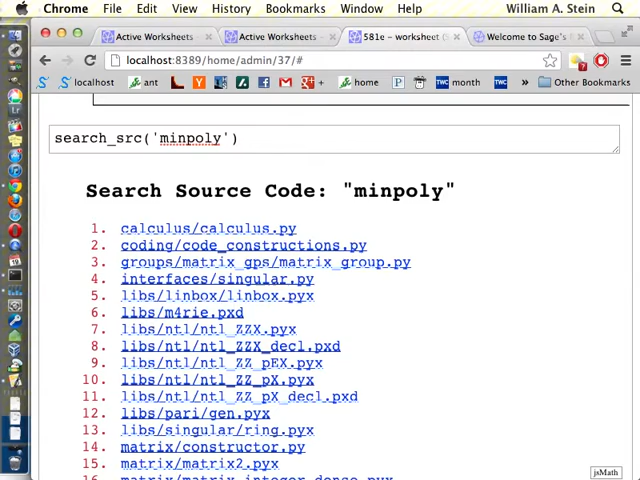 Chrome File Edit View History Bookmarks Window Help William A. Stein
Active Worksheets Active Worksheets 581e – worksheet (S Welcome to Sage's
localhost:8389/home/admin/37/#
localhost ant home month TWC Other Bookmarks
search_src('minpoly')
Search Source Code: "minpoly"
1. calculus/calculus.py
2. coding/code_constructions.py
3. groups/matrix_gps/matrix_group.py
4. interfaces/singular.py
5. libs/linbox/linbox.pyx
6. libs/m4rie.pxd
7. libs/ntl/ntl_ZZX.pyx
8. libs/ntl/ntl_ZZX_decl.pxd
9. libs/ntl/ntl_ZZ_pEX.pyx
10. libs/ntl/ntl_ZZ_pX.pyx
11. libs/ntl/ntl_ZZ_pX_decl.pxd
12. libs/pari/gen.pyx
13. libs/singular/ring.pyx
14. matrix/constructor.py
15. matrix/matrix2.pyx
jsMath